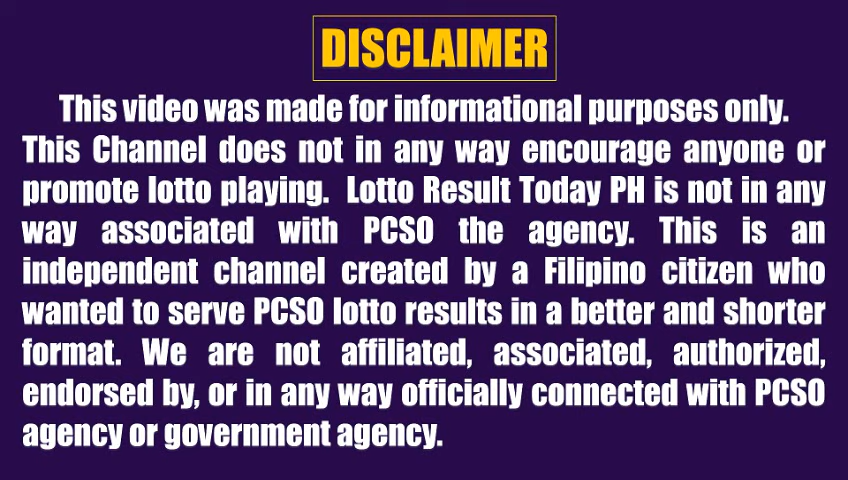 DISCLAIMER
This video was made for informational purposes only.
This Channel does not in any way encourage anyone or
promote lotto playing. Lotto Result Today PH is not in any
way associated with PCSO the agency. This is an
independent channel created by a Filipino citizen who
wanted to serve PCSO lotto results in a better and shorter
format. We are not affiliated, associated, authorized,
endorsed by, or in any way officially connected with PCSO
agency or government agency.